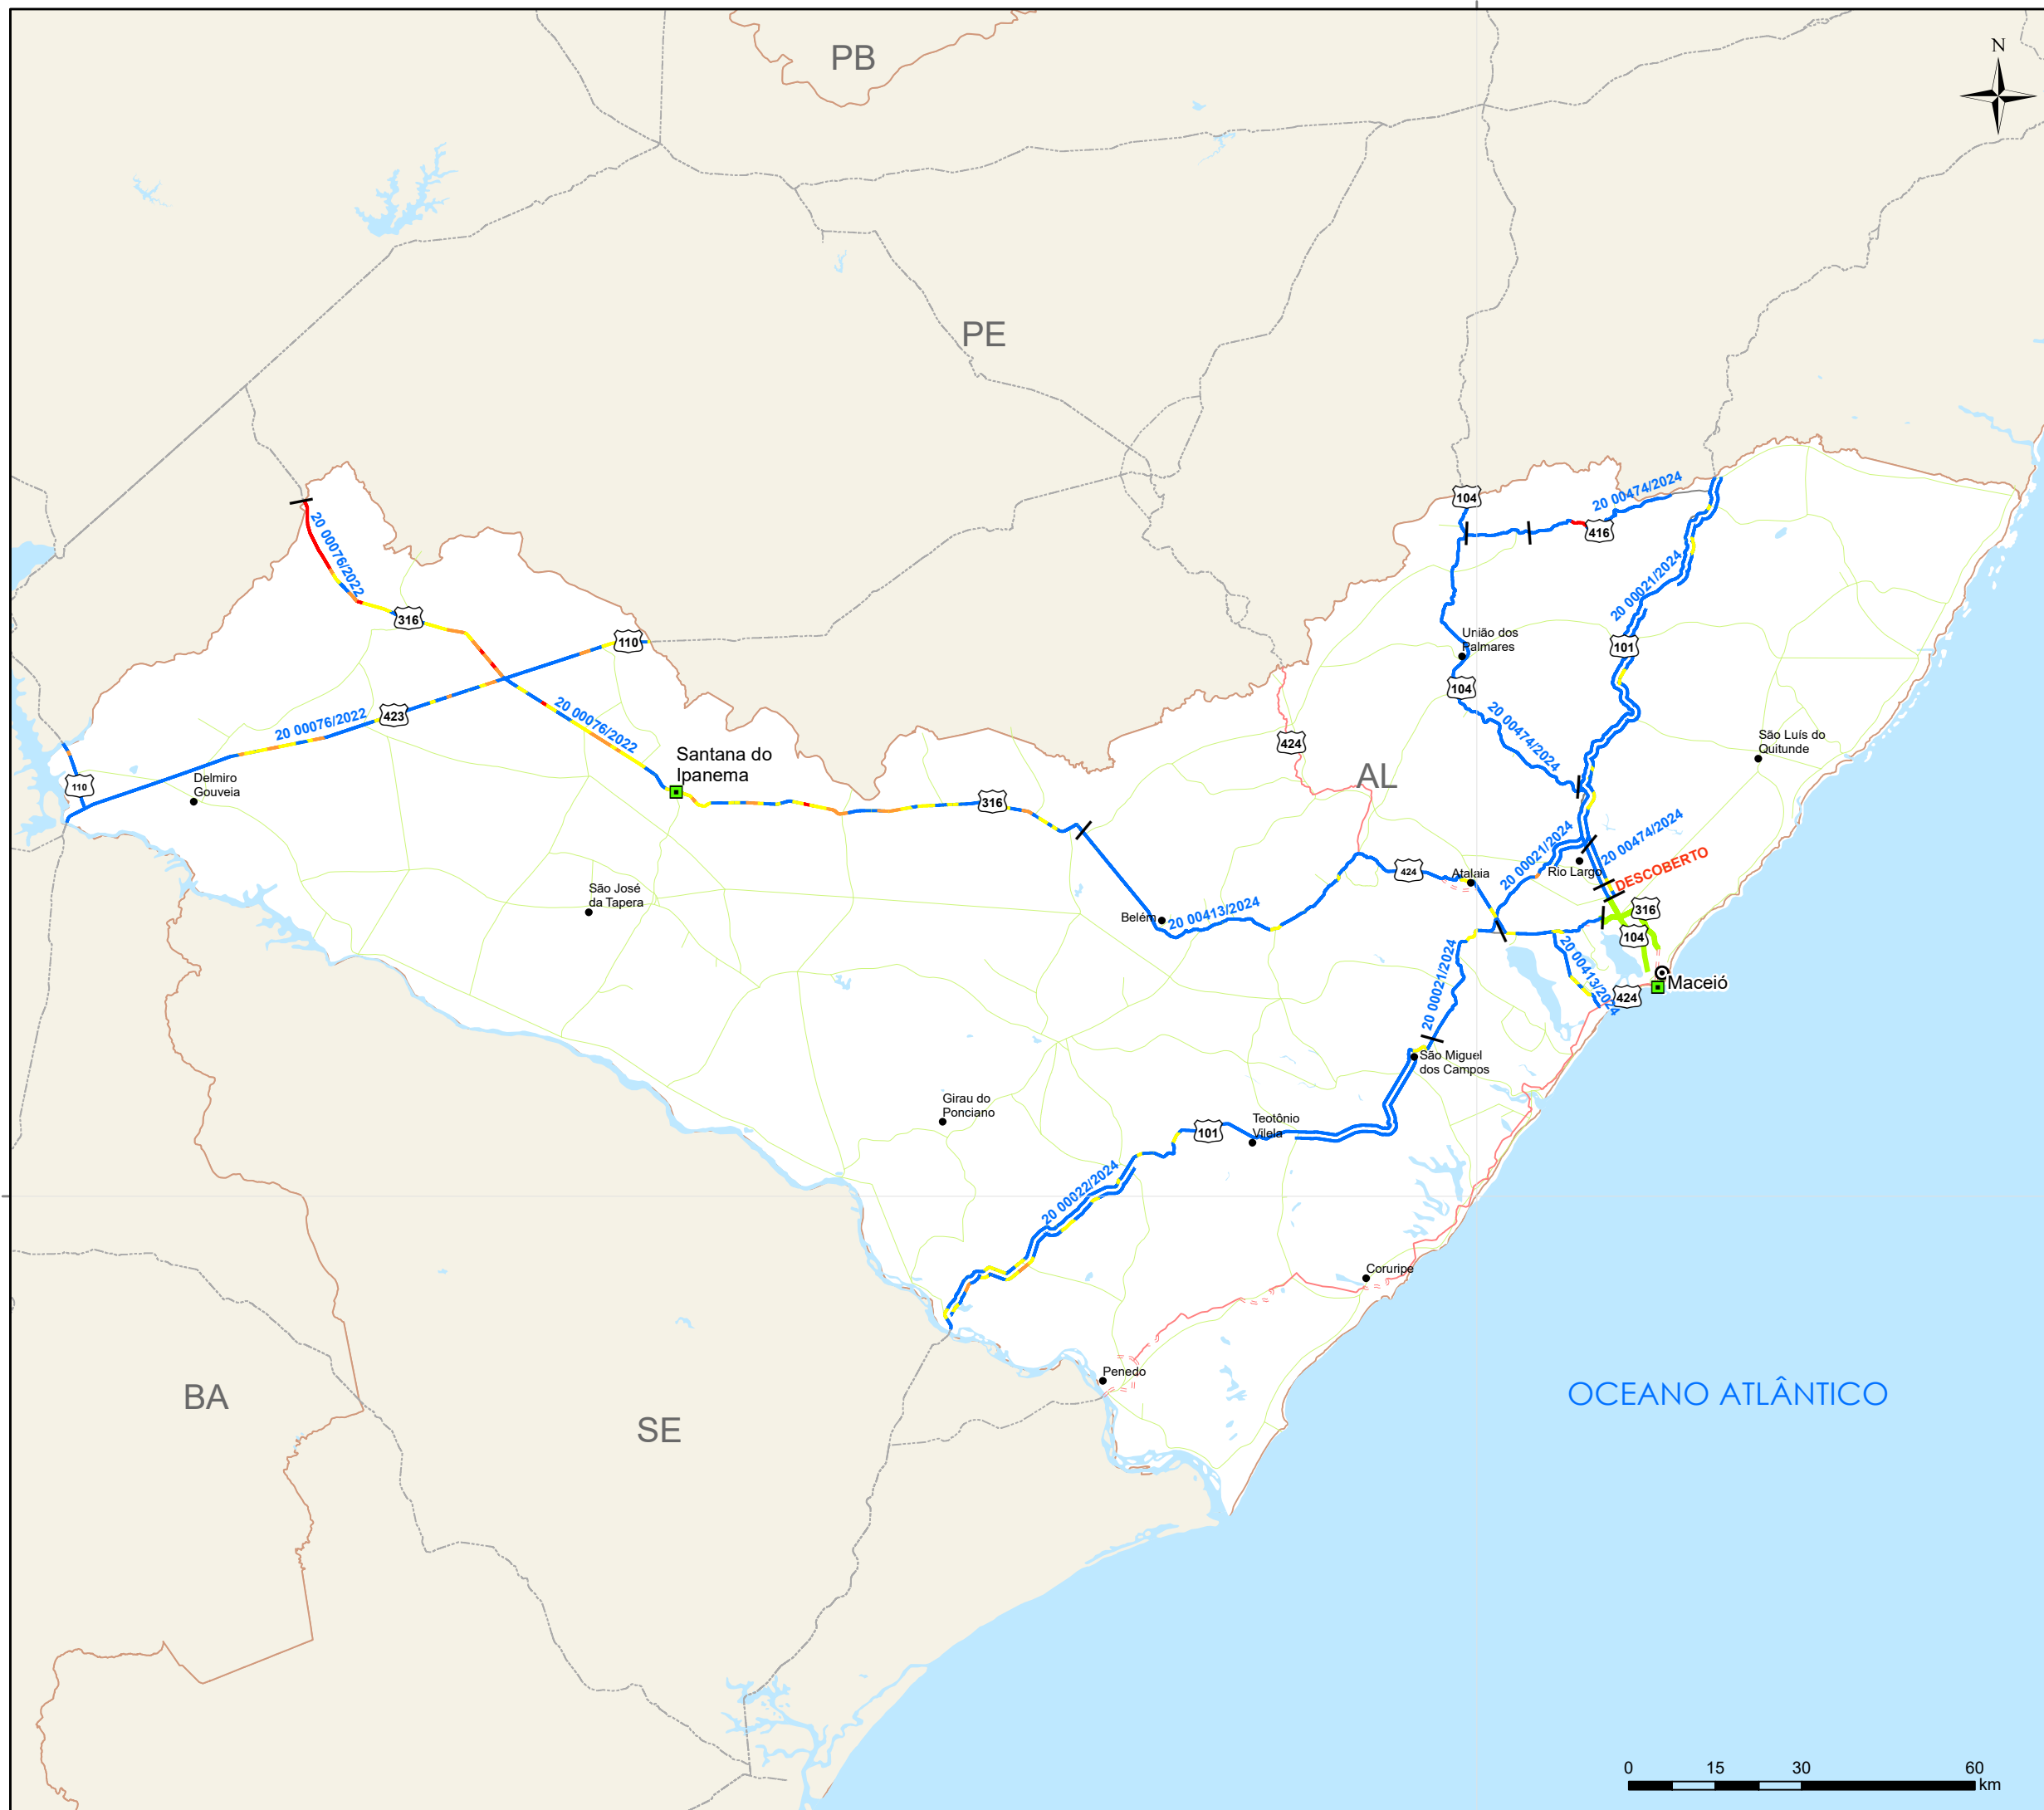 N
PB
PE
104
20 00474/2024
416
20 00076/2022
20 00021/2024
316
União dos
Palmares
110
101
104
20 00076/2022
423
20 00076/2022
20 00474/2024
São Luís do
Quitunde
424
Santana do
Ipanema
AL
110
Delmiro
Gouveia
316
20 00021/2024
20 00474/2024
DESCOBERTO
Rio Largo
424
Atalaia
São José
da Tapera
Belém
20 00413/2024
316
104
20 00021/2024
20 00413/2024
Maceió
424
São Miguel
dos Campos
Girau do
Ponciano
Teotônio
Vilela
101
20 00022/2024
Coruripe
Penedo
BA
SE
OCEANO ATLÂNTICO
0 15 30 60
km